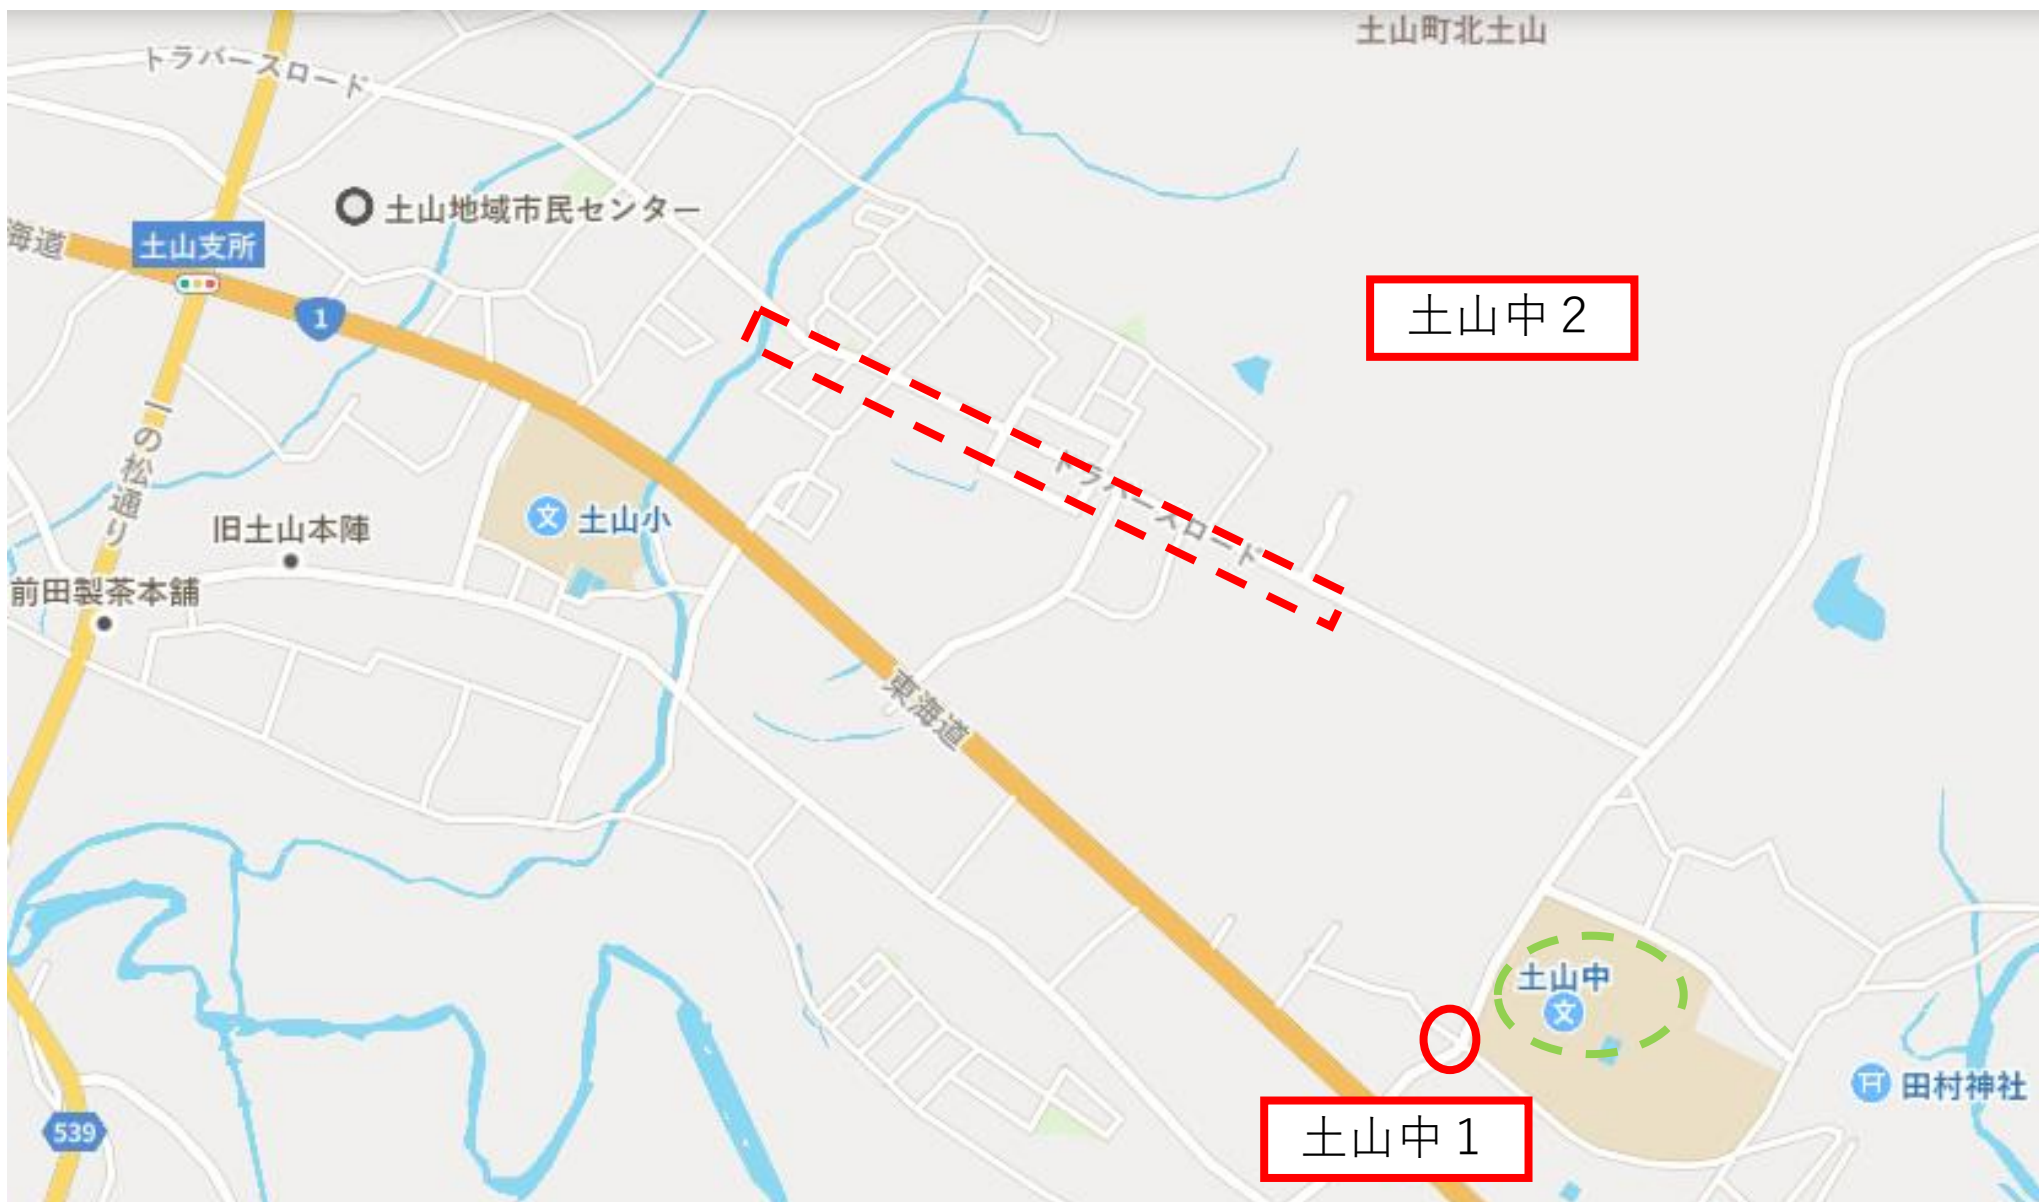 土山町北土山
トラバースロード
土山地域市民センター
海道
土山支所
1
土山中2
一の松通り
トラバースロード
土山小
旧土山本陣
前田製茶本舗
東海道
土山中
田村神社
539
土山中1
文
文